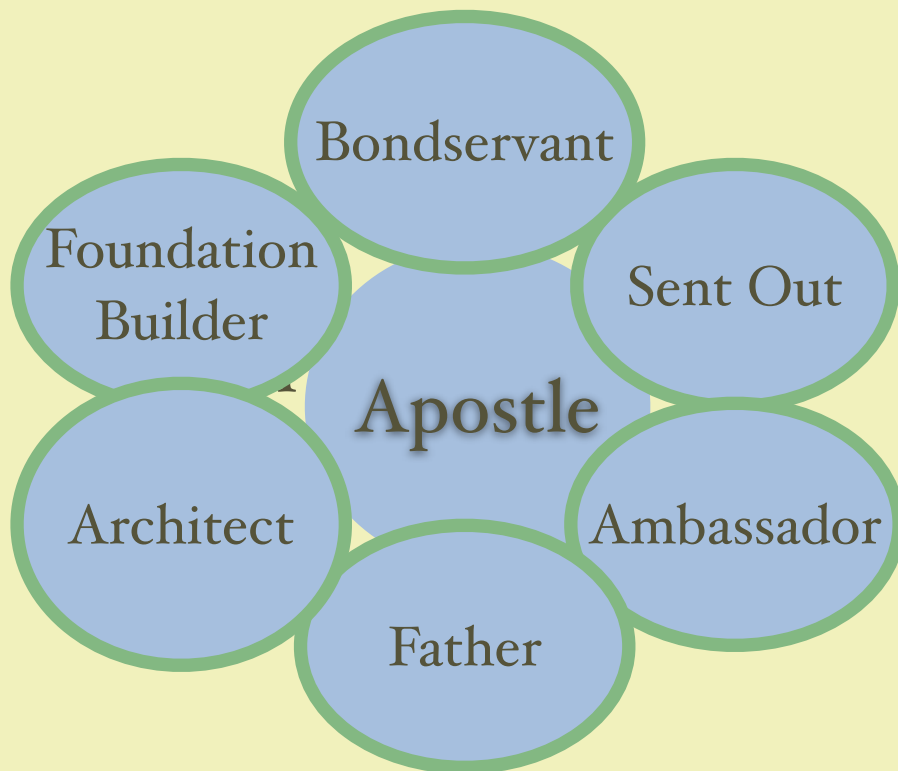 Bondservant
Foundation
Builder
Sent Out
Apostle
Architect
Ambassador
Father